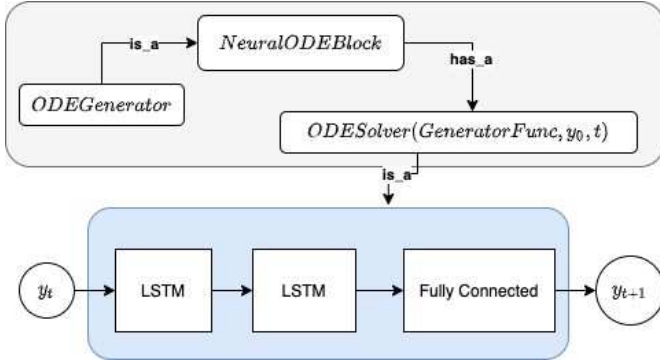 is_a
NeuralODEBlock
has_a
ODEGenerator
ODESolver(GeneratorFunc, y₀, t)
is_a
yₜ
LSTM
LSTM
Fully Connected
yₜ₊₁